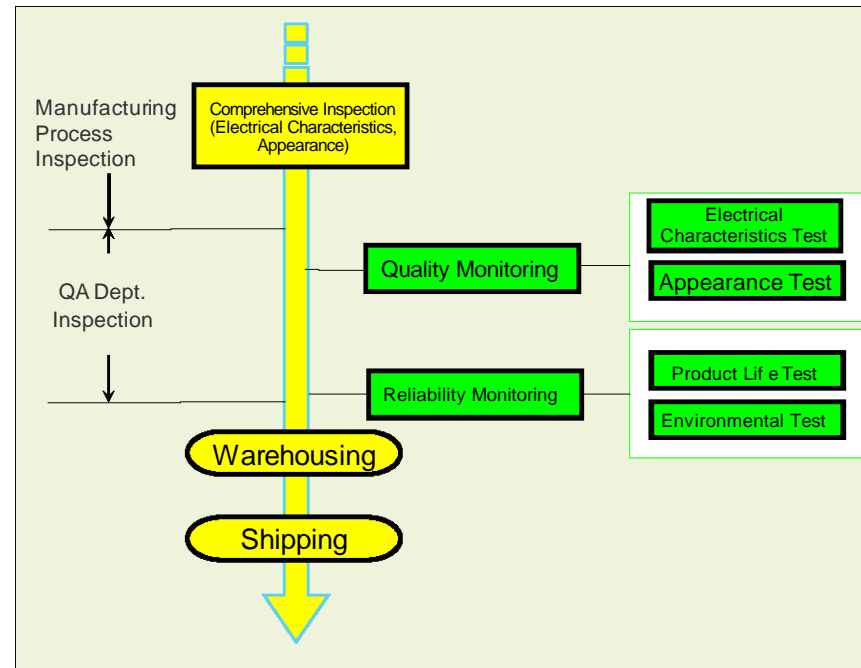 Manufacturing
Process
Inspection
Comprehensive Inspection
(Electrical Characteristics,
Appearance)
QA Dept.
Inspection
Quality Monitoring
Electrical
Characteristics Test
Appearance Test
Reliability Monitoring
Product Lif e Test
Environmental Test
Warehousing
Shipping